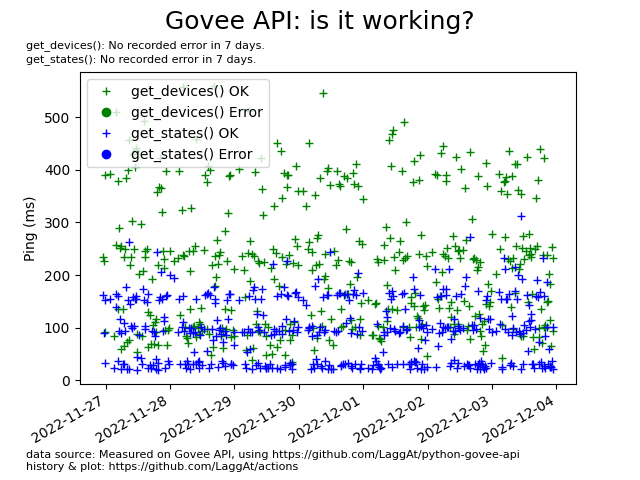 Govee API: is it working?
get_devices(): No recorded error in 7 days.
get_states(): No recorded error in 7 days.
get_devices() OK
get_devices() Error
get_states() OK
get_states() Error
Ping (ms)
500
400
300
200
100
0
2022-11-27
2022-11-28
2022-11-29
2022-11-30
2022-12-01
2022-12-02
2022-12-03
2022-12-04
data source: Measured on Govee API, using https://github.com/LaggAt/python-govee-api
history & plot: https://github.com/LaggAt/actions